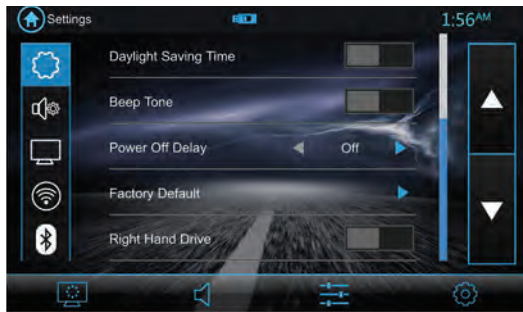 Settings
1:56AM
Daylight Saving Time
Beep Tone
Power Off Delay
Off
Factory Default
Right Hand Drive